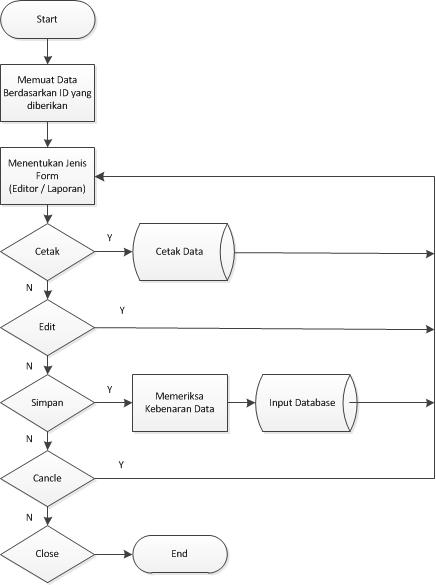 Start
Memuat Data
Berdasarkan ID yang
diberikan
Menentukan Jenis
Form
(Editor / Laporan)
Cetak
Y
Cetak Data
N
Y
Edit
N
Simpan
Y
Memeriksa
Kebenaran Data
Input Database
N
Y
Cancle
N
Close
End